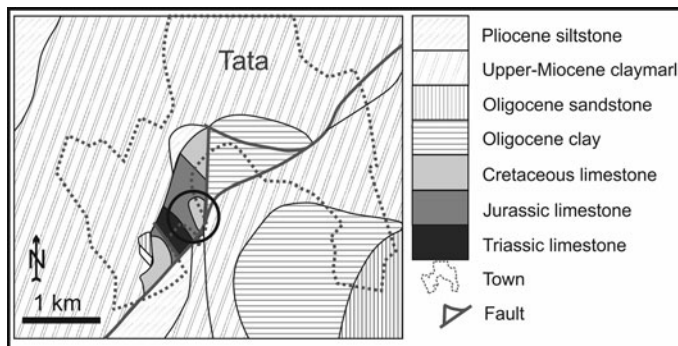 Tata
N
1 km
Pliocene siltstone
Upper-Miocene claymarl
Oligocene sandstone
Oligocene clay
Cretaceous limestone
Jurassic limestone
Triassic limestone
Town
Fault